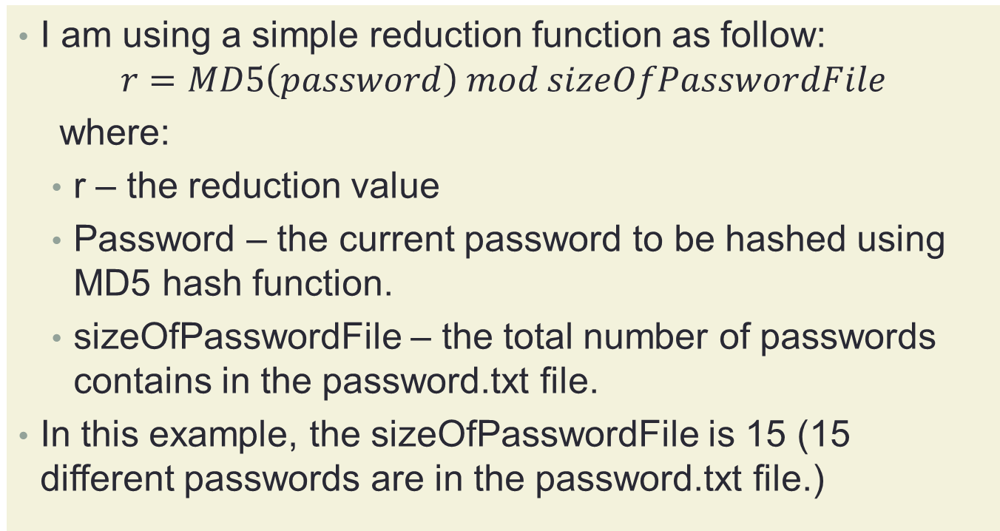 • I am using a simple reduction function as follow:
r = MD5(password) mod sizeOfPasswordFile
where:
• r – the reduction value
• Password – the current password to be hashed using
MD5 hash function.
• sizeOfPasswordFile – the total number of passwords
contains in the password.txt file.
• In this example, the sizeOfPasswordFile is 15 (15
different passwords are in the password.txt file.)